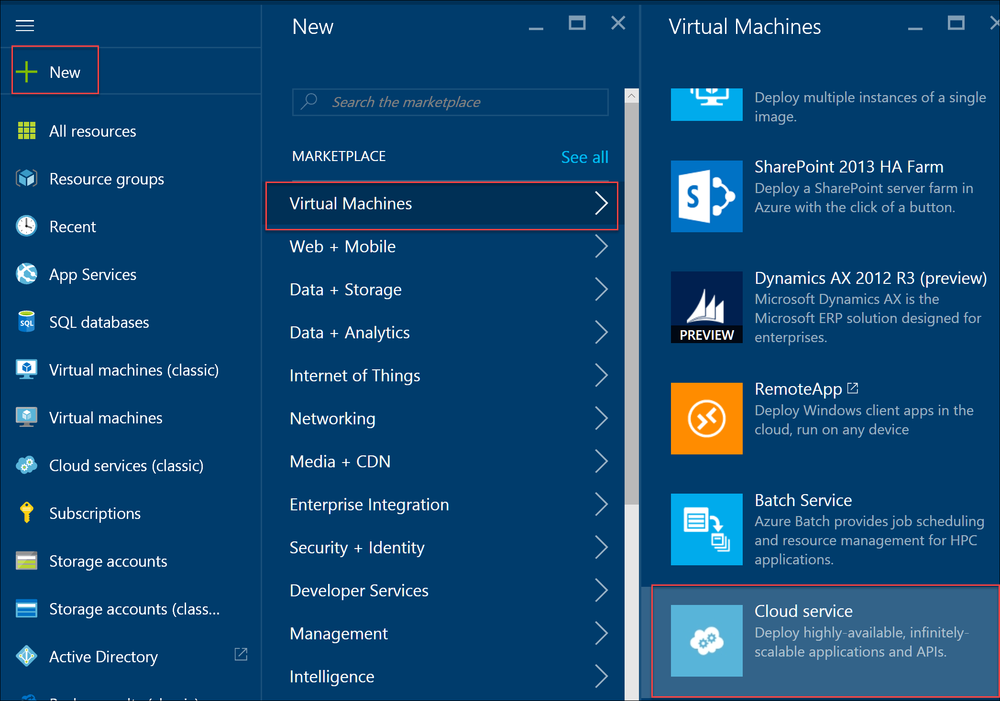 New
All resources
Resource groups
Recent
App Services
SQL
SQL databases
Virtual machines (classic)
Virtual machines
Cloud services (classic)
Subscriptions
Storage accounts
Storage accounts (class...
Active Directory
New
Search the marketplace
MARKETPLACE
See all
Virtual Machines
Web + Mobile
Data + Storage
Data + Analytics
Internet of Things
Networking
Media + CDN
Enterprise Integration
Security + Identity
Developer Services
Management
Intelligence
Virtual Machines
Deploy multiple instances of a single
image.
S
SharePoint 2013 HA Farm
Deploy a SharePoint server farm in
Azure with the click of a button.
PREVIEW
Dynamics AX 2012 R3 (preview)
Microsoft Dynamics AX is the
Microsoft ERP solution designed for
enterprises.
RemoteApp
Deploy Windows client apps in the
cloud, run on any device
Batch Service
Azure Batch provides job scheduling
and resource management for HPC
applications.
Cloud service
Deploy highly-available, infinitely-
scalable applications and APIs.